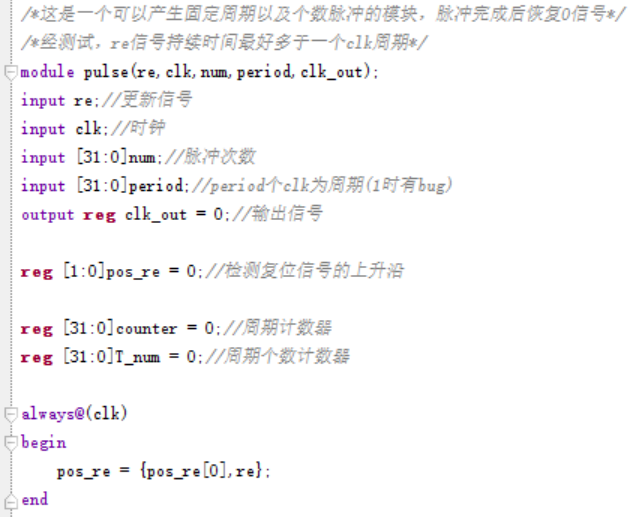 /*这是一个可以产生固定周期以及个数脉冲的模块，脉冲完成后恢复0信号*/
/*经测试，re信号持续时间最好多于一个clk周期*/
module pulse(re,clk,num,period,clk_out);
input re;//更新信号
input clk;//时钟
input [31:0]num;//脉冲次数
input [31:0]period;//period个clk为周期(1时有bug)
output reg clk_out = 0;//输出信号
reg [1:0]pos_re = 0;//检测复位信号的上升沿
reg [31:0]counter = 0;//周期计数器
reg [31:0]T_num = 0;//周期个数计数器
always@(clk)
begin
    pos_re = {pos_re[0],re};
end